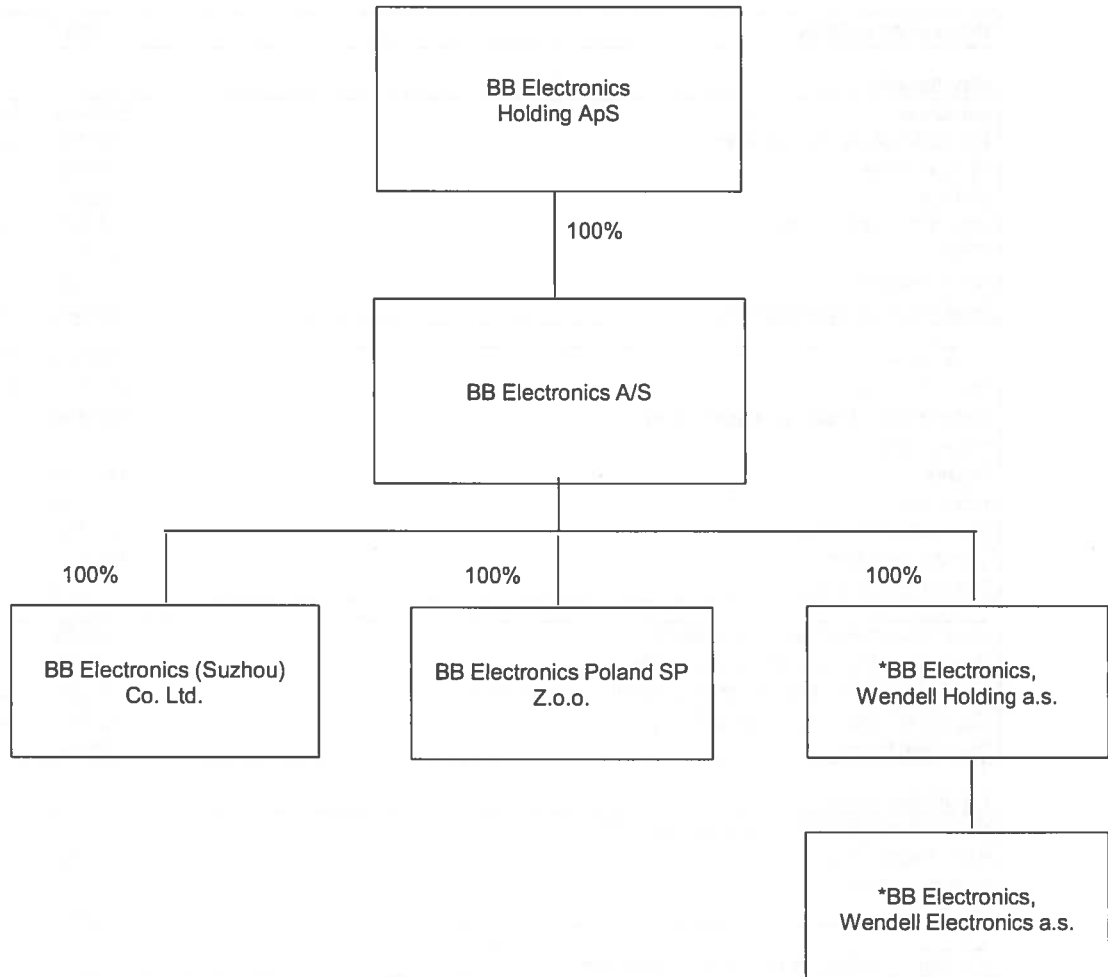 BB Electronics
Holding ApS
100%
BB Electronics A/S
100%
100%
100%
BB Electronics (Suzhou)
Co. Ltd.
BB Electronics Poland SP
Z.o.o.
*BB Electronics,
Wendell Holding a.s.
*BB Electronics,
Wendell Electronics a.s.